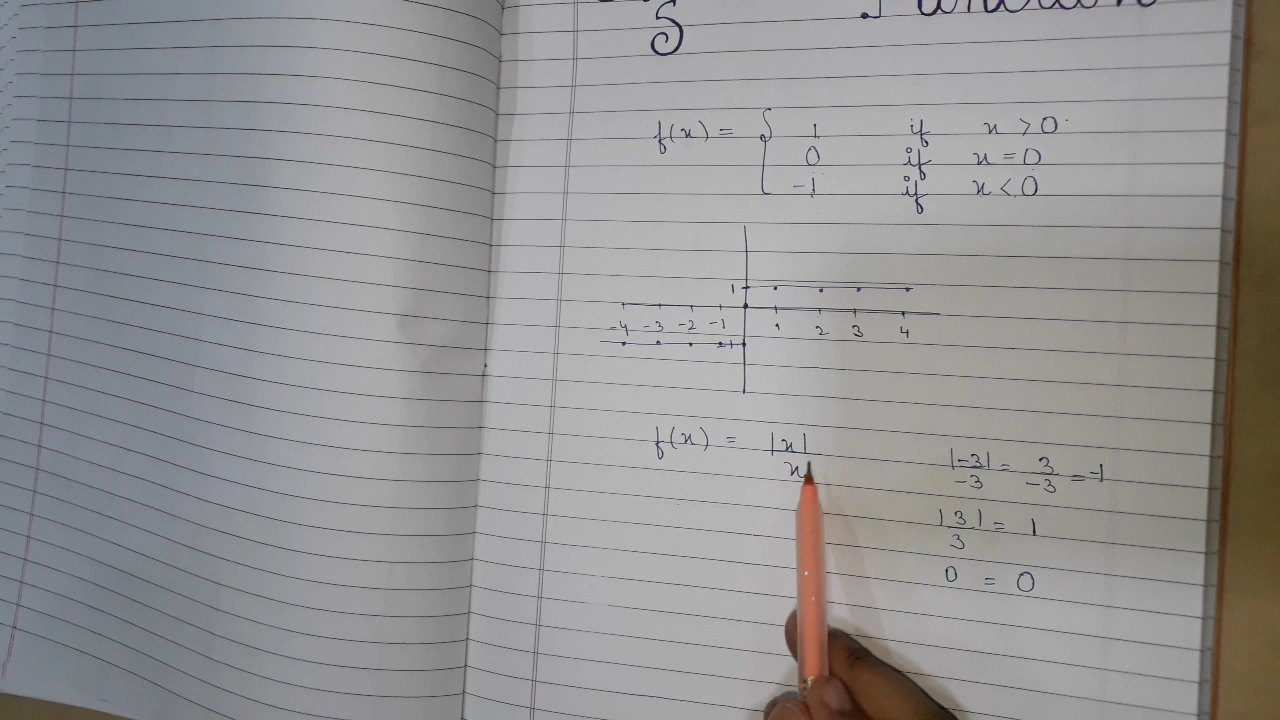 f(x) = { 1 if x > 0
0 if x = 0
-1 if x < 0
1
-4 -3 -2 -1 1 2 3 4
-1
f(x) = |x| / x
|-3| / -3 = 3 / -3 = -1
|3| / 3 = 1
0 = 0